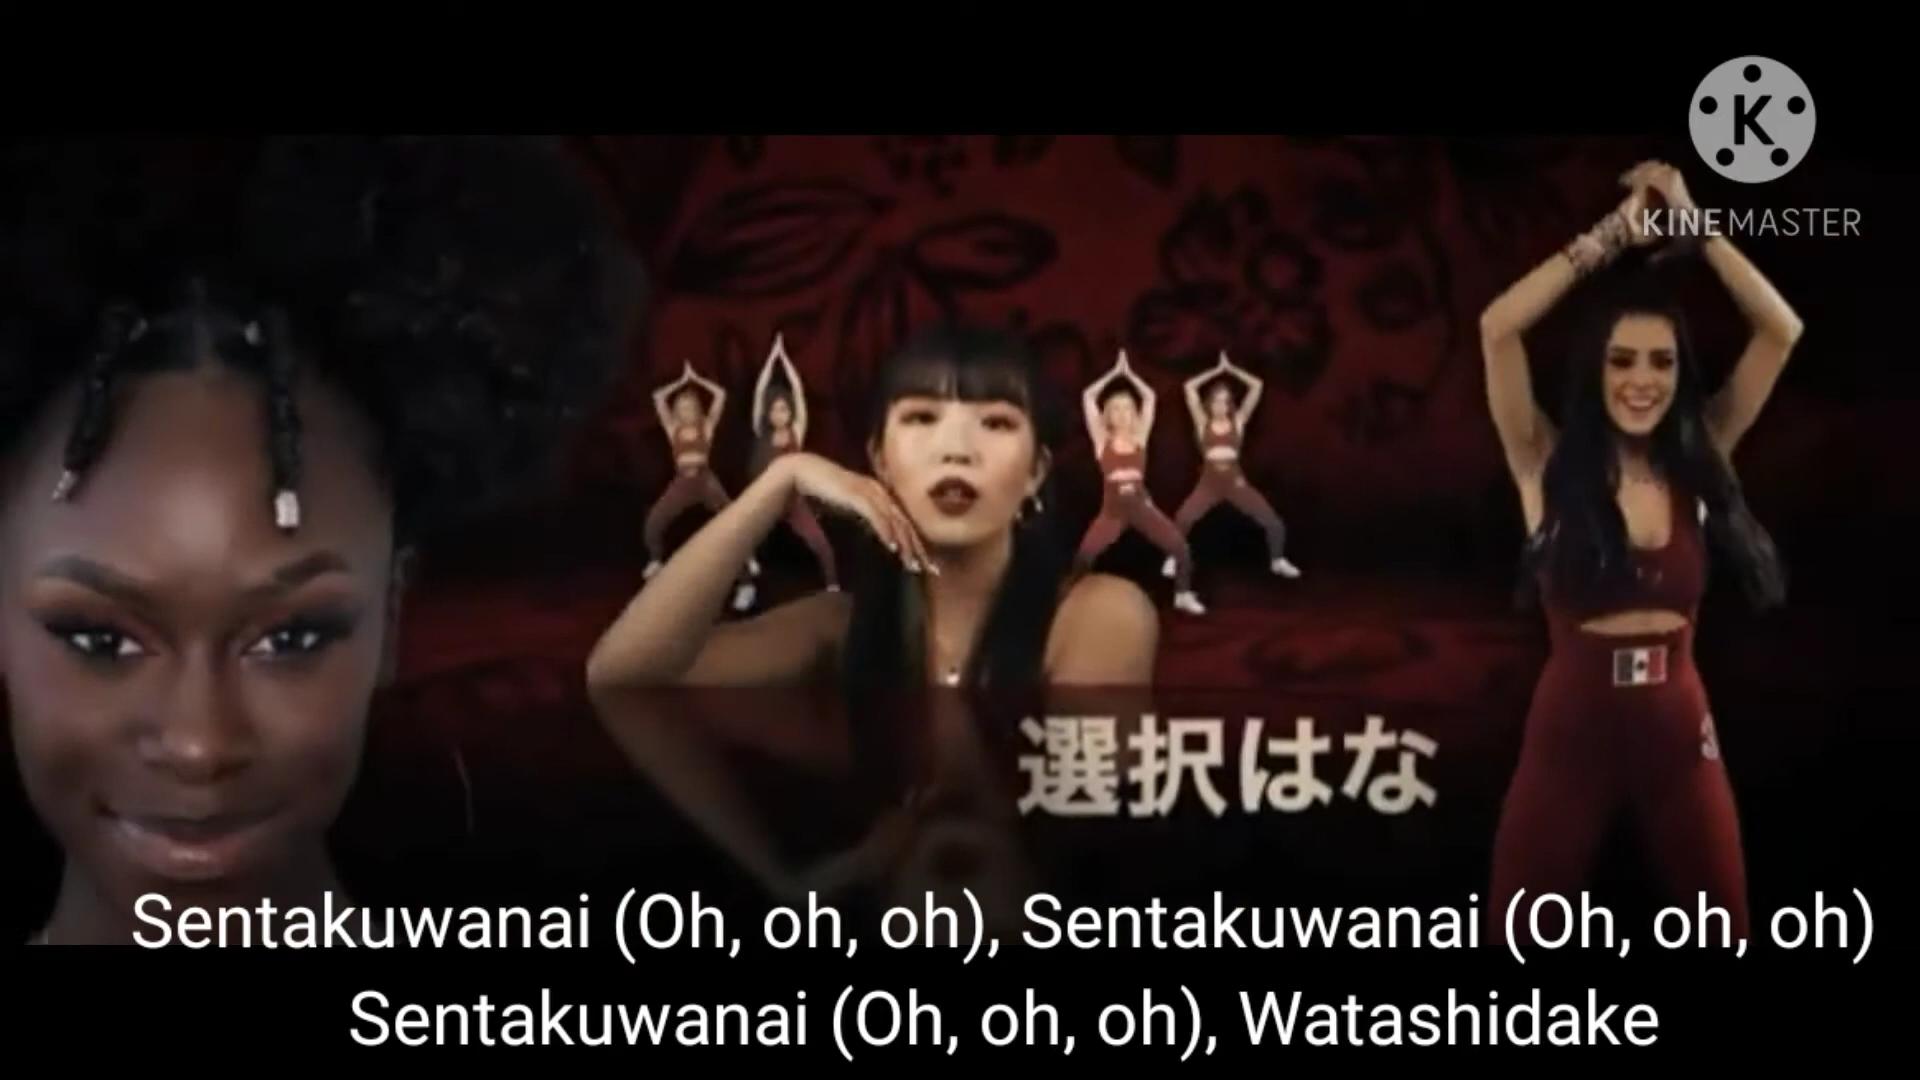 K
KINEMASTER
選択はな
Sentakuwanai (Oh, oh, oh), Sentakuwanai (Oh, oh, oh)
Sentakuwanai (Oh, oh, oh), Watashidake